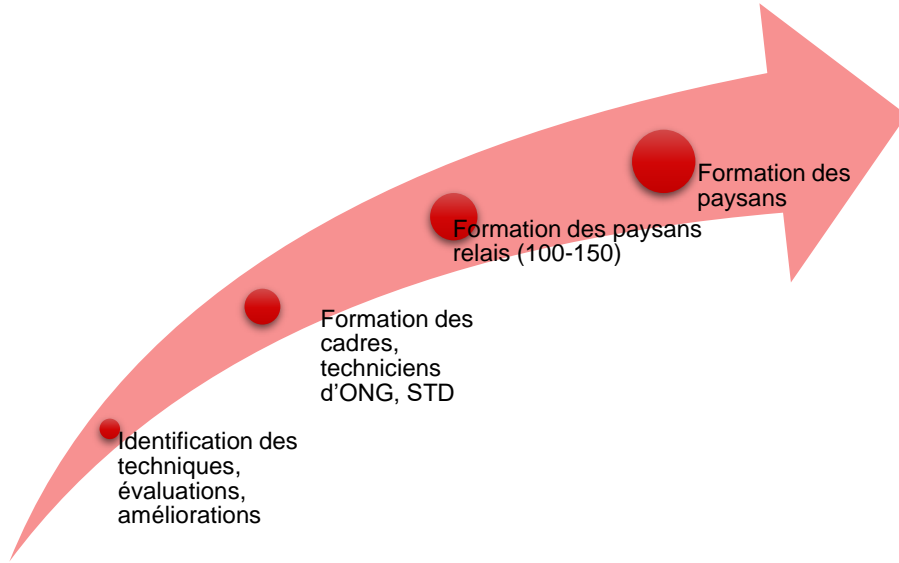 Formation des
paysans
Formation des paysans
relais (100-150)
Formation des
cadres,
techniciens
d’ONG, STD
Identification des
techniques,
évaluations,
améliorations